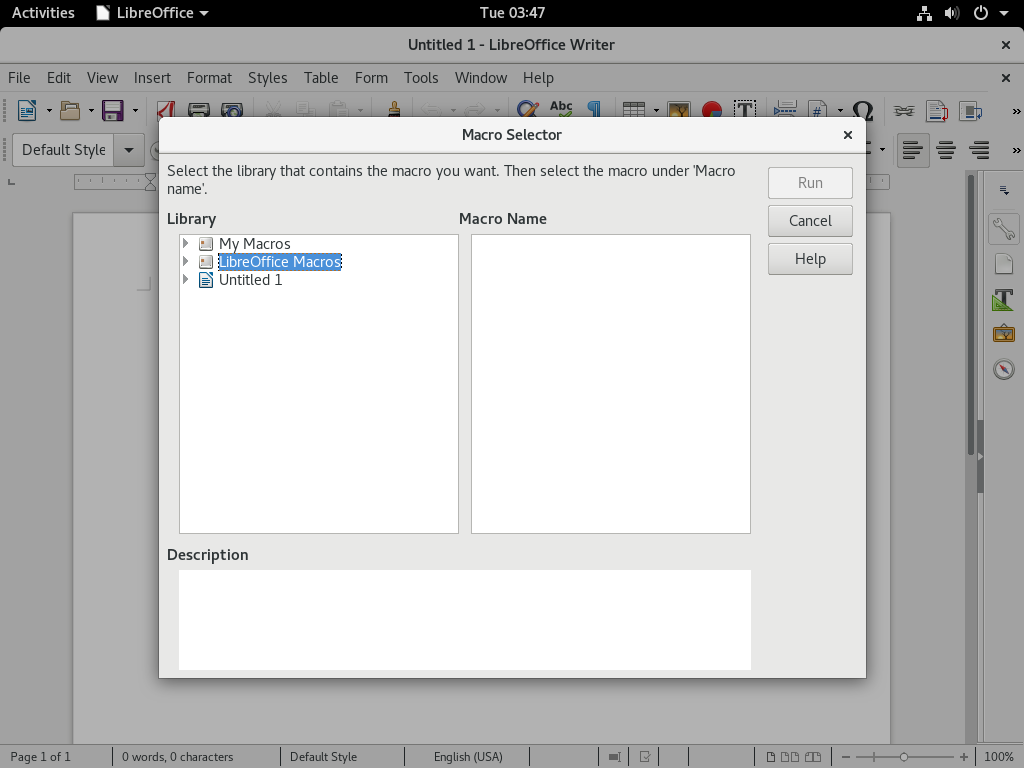 Activities LibreOffice Tue 03:47
Untitled 1 - LibreOffice Writer
File Edit View Insert Format Styles Table Form Tools Window Help
Abc
Default Style
Macro Selector
Select the library that contains the macro you want. Then select the macro under 'Macro
name'.
Run
Cancel
Help
Library Macro Name
My Macros
LibreOffice Macros
Untitled 1
Description
Page 1 of 1 0 words, 0 characters Default Style English (USA) 100%